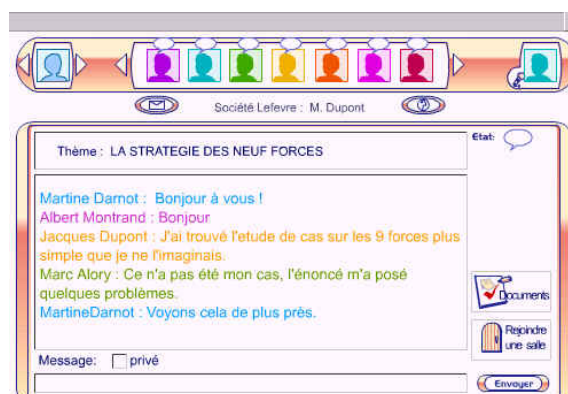 Société Lefevre : M. Dupont
Thème : LA STRATEGIE DES NEUF FORCES
Etat:
Martine Darnot : Bonjour à vous !
Albert Montrand : Bonjour
Jacques Dupont : J'ai trouvé l'etude de cas sur les 9 forces plus
simple que je ne l'imaginais.
Marc Alory : Ce n'a pas été mon cas, l'énoncé m'a posé
quelques problèmes.
MartineDarnot : Voyons cela de plus près.
Documents
Rejoindre
une salle
Message: privé
Envoyer